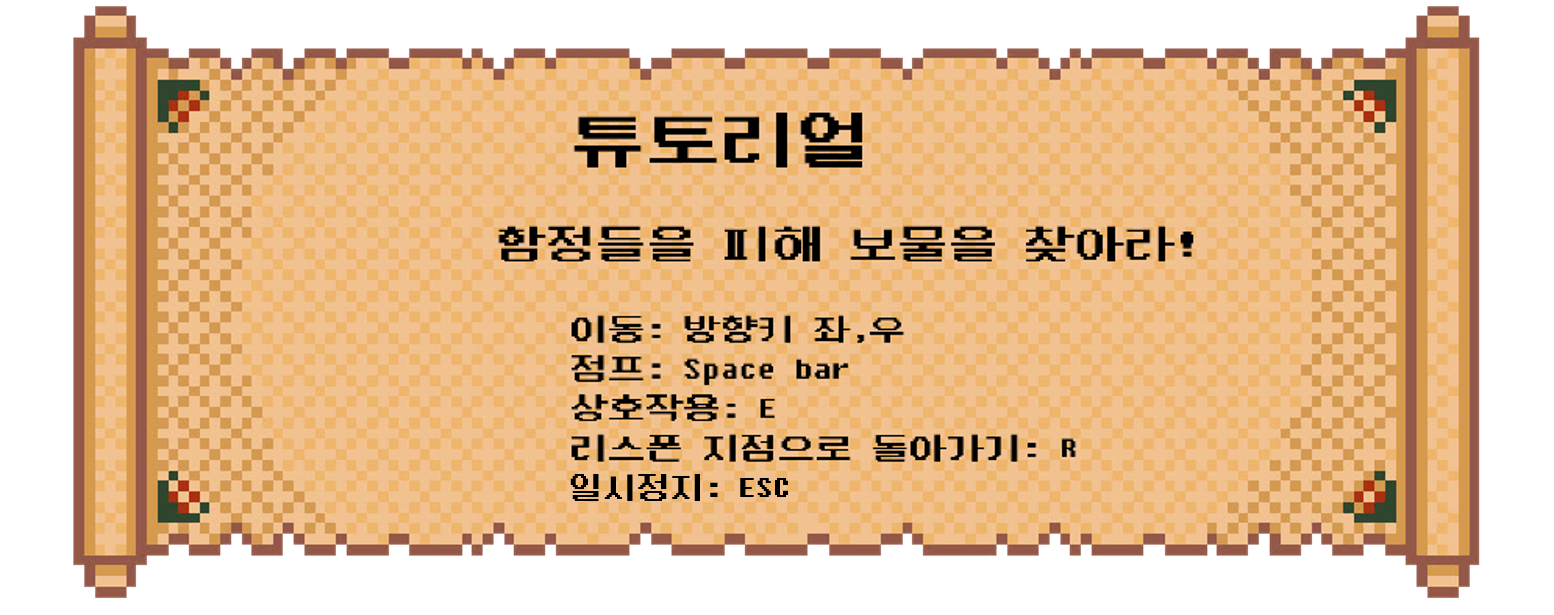 튜토리얼
함정들을 피해 보물을 찾아라!
이동: 방향키 좌,우
점프: Space bar
상호작용: E
리스폰 지점으로 돌아가기: R
일시정지: ESC